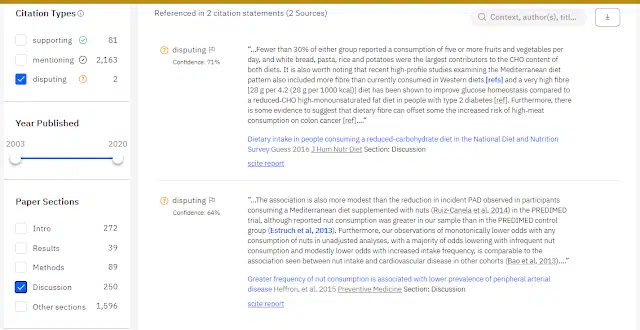 Citation Types
supporting 81
mentioning 2,163
disputing 2
Year Published
2003 2020
Paper Sections
Intro 272
Results 39
Methods 89
Discussion 250
Other sections 1,596
Referenced in 2 citation statements (2 Sources)
Context, author(s), titl...
disputing
Confidence: 71%
"...Fewer than 30% of either group reported a consumption of five or more fruits and vegetables per
day, and white bread, pasta, rice and potatoes were the largest contributors to the CHO content of
both diets. It is also worth noting that recent high-profile studies examining the Mediterranean diet
pattern also included more fibre than currently consumed in Western diets [refs] and a very high fibre
[28 g per 4.2 (28 g per 1000 kcal)] diet has been shown to improve glucose homeostasis compared to
a reduced-CHO high-monounsaturated fat diet in people with type 2 diabetes [ref]. Furthermore, there
is some evidence to suggest that dietary fibre can offset some the increased risk of high-meat
consumption on colon cancer [ref]...."
Dietary intake in people consuming a reduced-carbohydrate diet in the National Diet and Nutrition
Survey Guess 2016 J Hum Nutr Diet Section: Discussion
scite report
disputing
Confidence: 64%
"...The association is also more modest than the reduction in incident PAD observed in participants
consuming a Mediterranean diet supplemented with nuts (Ruiz-Canela et al. 2014) in the PREDIMED
trial, although reported nut consumption was greater in our sample than in the PREDIMED control
group (Estruch et al, 2013). Furthermore, our observations of monotonically lower odds with any
consumption of nuts in unadjusted analyses, with a majority of odds lowering with infrequent nut
consumption and modestly lower odds with increased intake frequency, is comparable to the
association seen between nut intake and cardiovascular disease in other cohorts (Bao et al, 2013)...."
Greater frequency of nut consumption is associated with lower prevalence of peripheral arterial
disease Heffron, et al. 2015 Preventive Medicine Section: Discussion
scite report